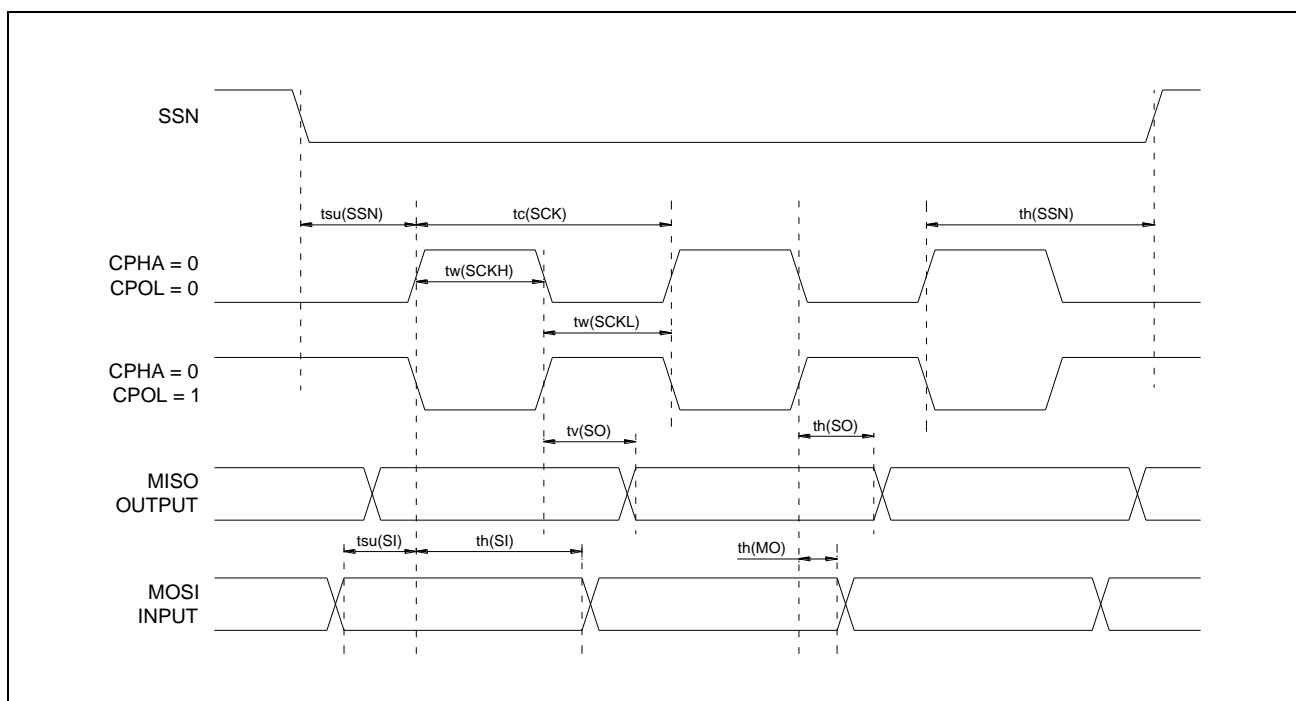 SSN
tsu(SSN)
tc(SCK)
th(SSN)
CPHA = 0
CPOL = 0
tw(SCKH)
tw(SCKL)
CPHA = 0
CPOL = 1
tv(SO)
th(SO)
MISO
OUTPUT
tsu(SI)
th(SI)
th(MO)
MOSI
INPUT